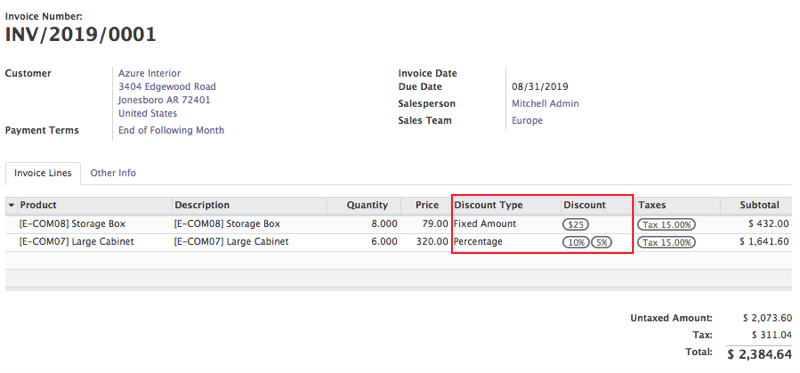 Invoice Number:
INV/2019/0001
Customer Azure Interior Invoice Date
3404 Edgewood Road Due Date 08/31/2019
Jonesboro AR 72401 Salesperson Mitchell Admin
United States Sales Team Europe
Payment Terms End of Following Month
Invoice Lines Other Info
Product Description Quantity Price Discount Type Discount Taxes Subtotal
[E-COM08] Storage Box [E-COM08] Storage Box 8.000 79.00 Fixed Amount $25 Tax 15.00% $ 432.00
[E-COM07] Large Cabinet [E-COM07] Large Cabinet 6.000 320.00 Percentage 10% 5% Tax 15.00% $ 1,641.60
Untaxed Amount: $ 2,073.60
Tax: $ 311.04
Total: $ 2,384.64